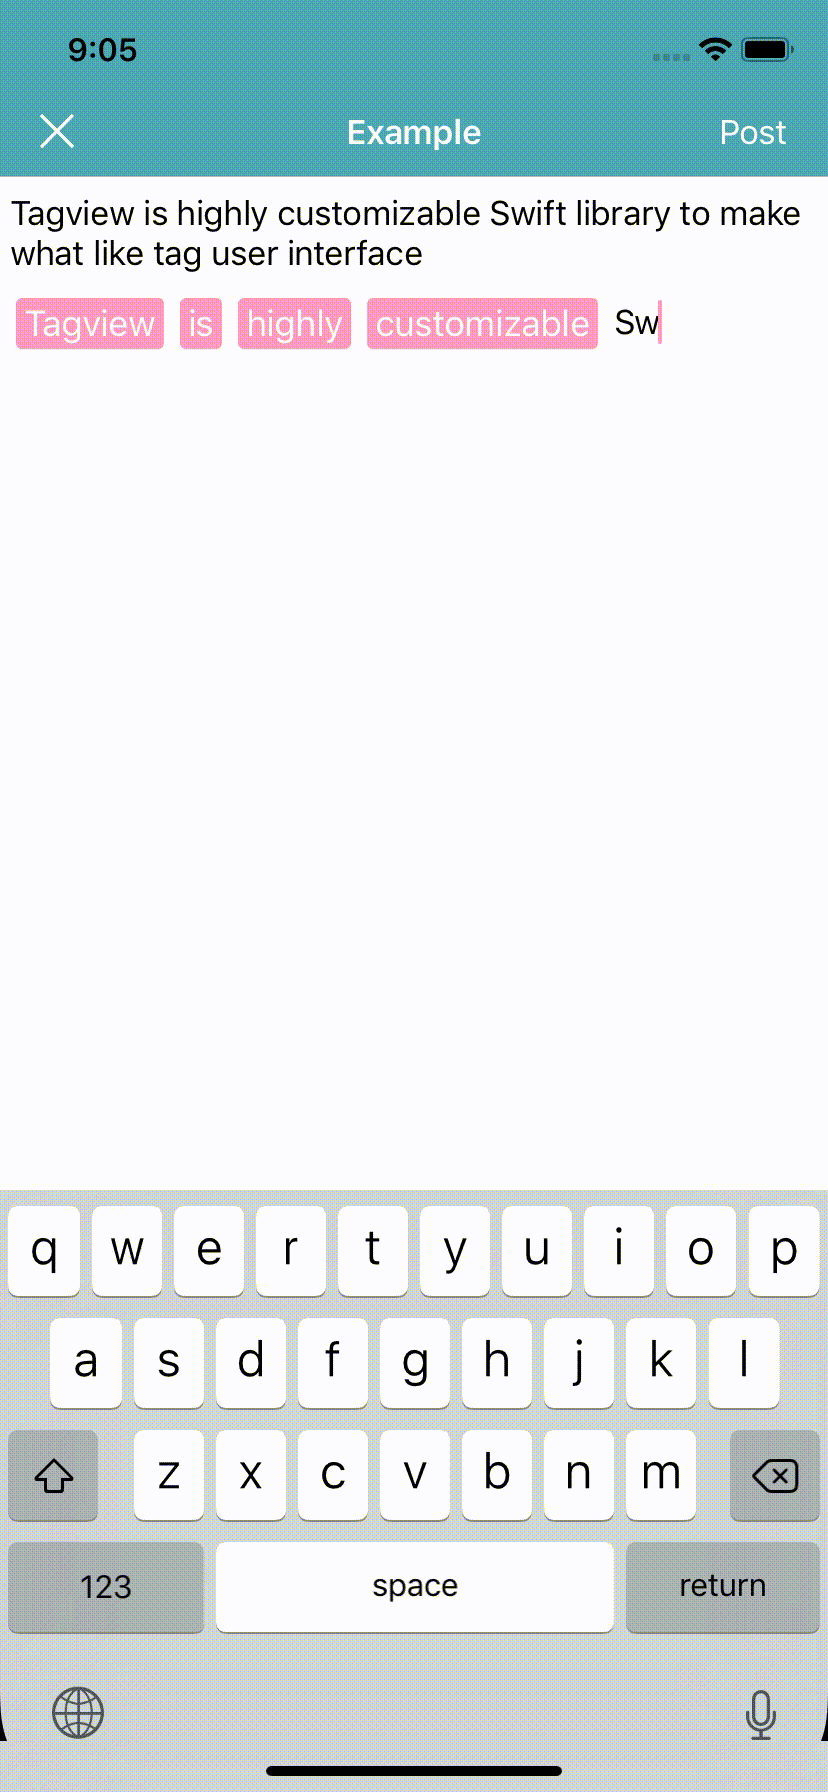 9:05
Example Post
Tagview is highly customizable Swift library to make
what like tag user interface
Tagview is highly customizable Sw
q w e r t y u i o p
a s d f g h j k l
z x c v b n m
123 space return